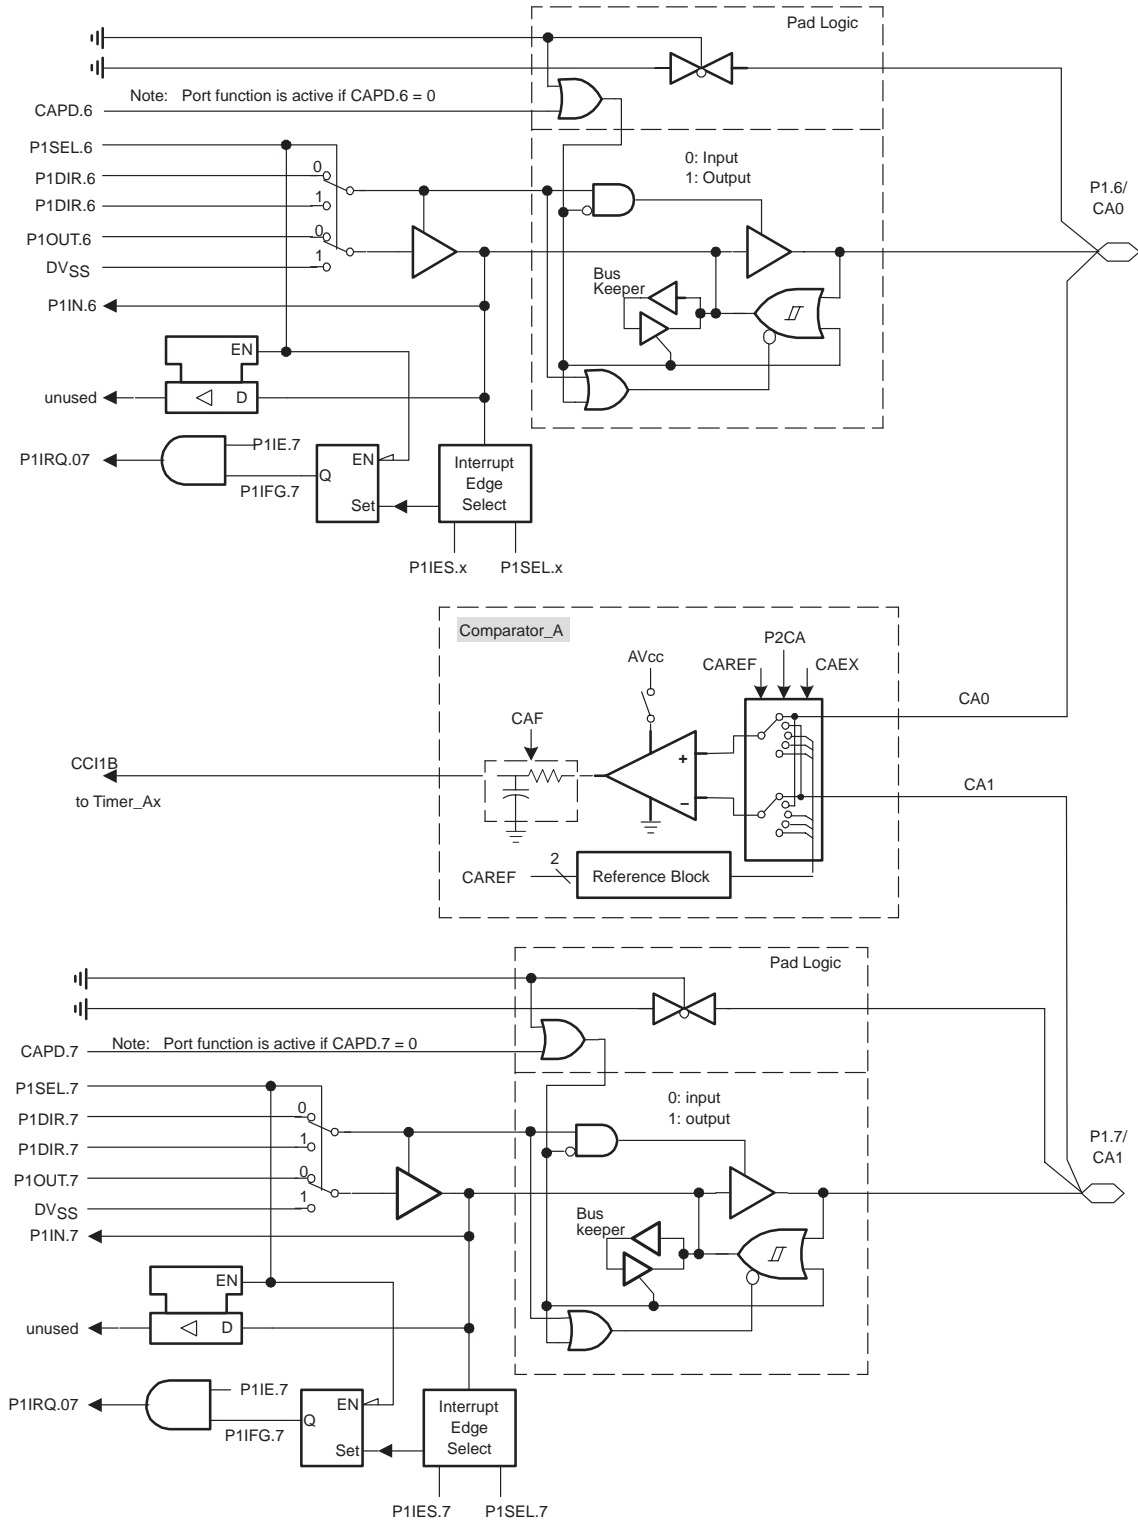 Pad Logic
Note: Port function is active if CAPD.6 = 0
CAPD.6
P1SEL.6
0
P1DIR.6
1
P1DIR.6
0: Input
1: Output
P1.6/
CA0
0
P1OUT.6
1
DVSS
Bus
Keeper
P1IN.6
EN
unused
D
P1IE.7
P1IRQ.07
P1IFG.7
EN
Q
Set
Interrupt
Edge
Select
P1IES.x
P1SEL.x
Comparator_A
P2CA
AVcc
CAREF
CAEX
CA0
CAF
+
CCI1B
to Timer_Ax
CA1
−
2
CAREF
Reference Block
Pad Logic
Note: Port function is active if CAPD.7 = 0
CAPD.7
P1SEL.7
0
P1DIR.7
1
P1DIR.7
0: input
1: output
P1.7/
CA1
0
P1OUT.7
1
DVSS
Bus
keeper
P1IN.7
EN
unused
D
P1IE.7
P1IRQ.07
P1IFG.7
EN
Q
Set
Interrupt
Edge
Select
P1IES.7
P1SEL.7